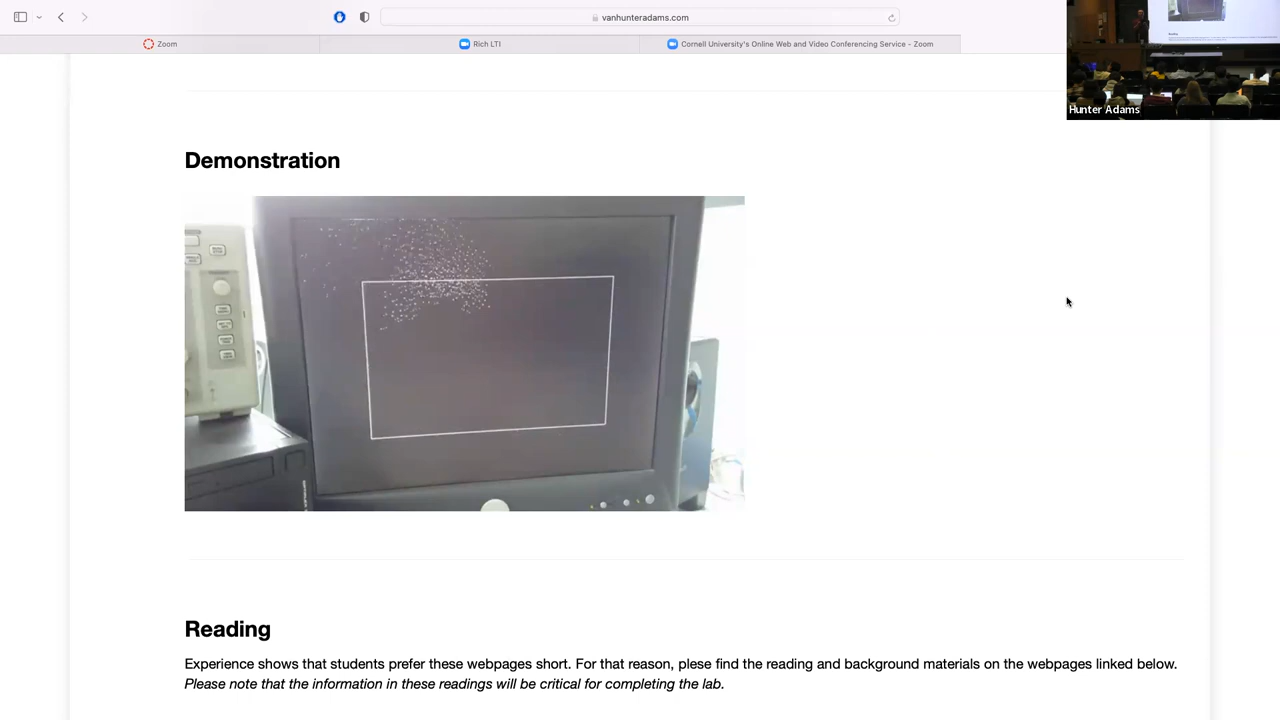 vanhunteradams.com
Zoom
Rich LTI
Cornell University's Online Web and Video Conferencing Service - Zoom
Hunter Adams
Demonstration
Reading
Experience shows that students prefer these webpages short. For that reason, plese find the reading and background materials on the webpages linked below.
Please note that the information in these readings will be critical for completing the lab.